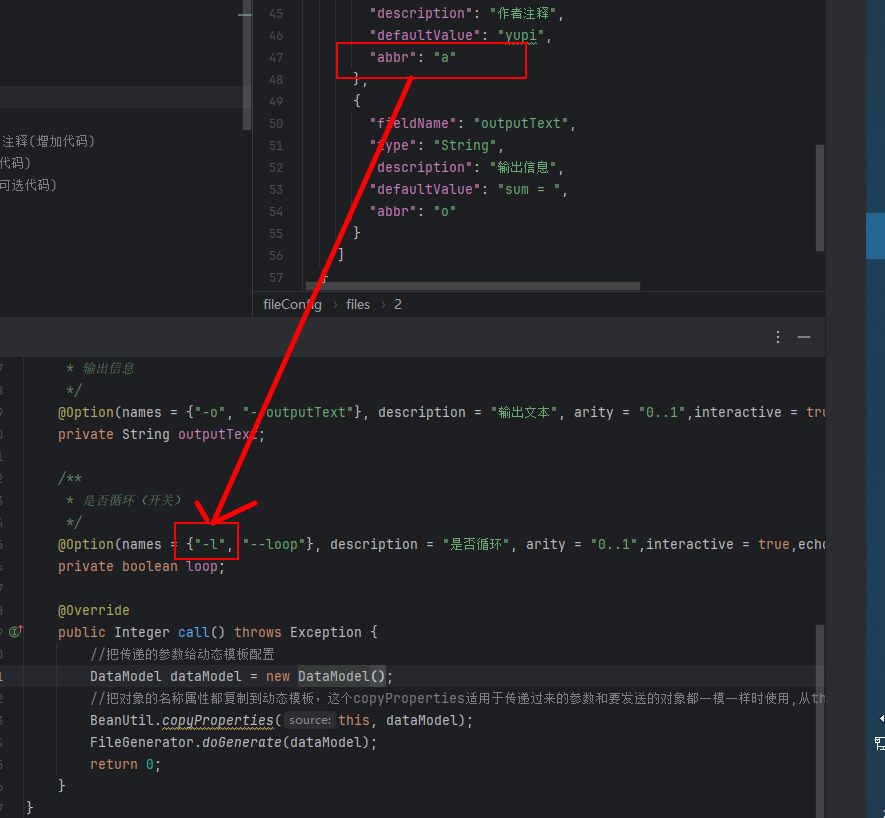 注释(增加代码)
代码)
可选代码)
45 "description": "作者注释",
46 "defaultValue": "yupi",
47 "abbr": "a"
48 },
49 {
50 "fieldName": "outputText",
51 "type": "String",
52 "description": "输出信息",
53 "defaultValue": "sum = ",
54 "abbr": "o"
55 }
56 ]
57 }
fileConfig › files › 2
* 输出信息
*/
@Option(names = {"-o", "--outputText"}, description = "输出文本", arity = "0..1",interactive = tru
private String outputText;
/**
* 是否循环（开关）
*/
@Option(names = {"-l", "--loop"}, description = "是否循环", arity = "0..1",interactive = true,echo
private boolean loop;
@Override
public Integer call() throws Exception {
//把传递的参数给动态模板配置
DataModel dataModel = new DataModel();
//把对象的名称属性都复制到动态模板，这个copyProperties适用于传递过来的参数和要发送的对象都一模一样时使用,从th
BeanUtil.copyProperties( source: this, dataModel);
FileGenerator.doGenerate(dataModel);
return 0;
}
}